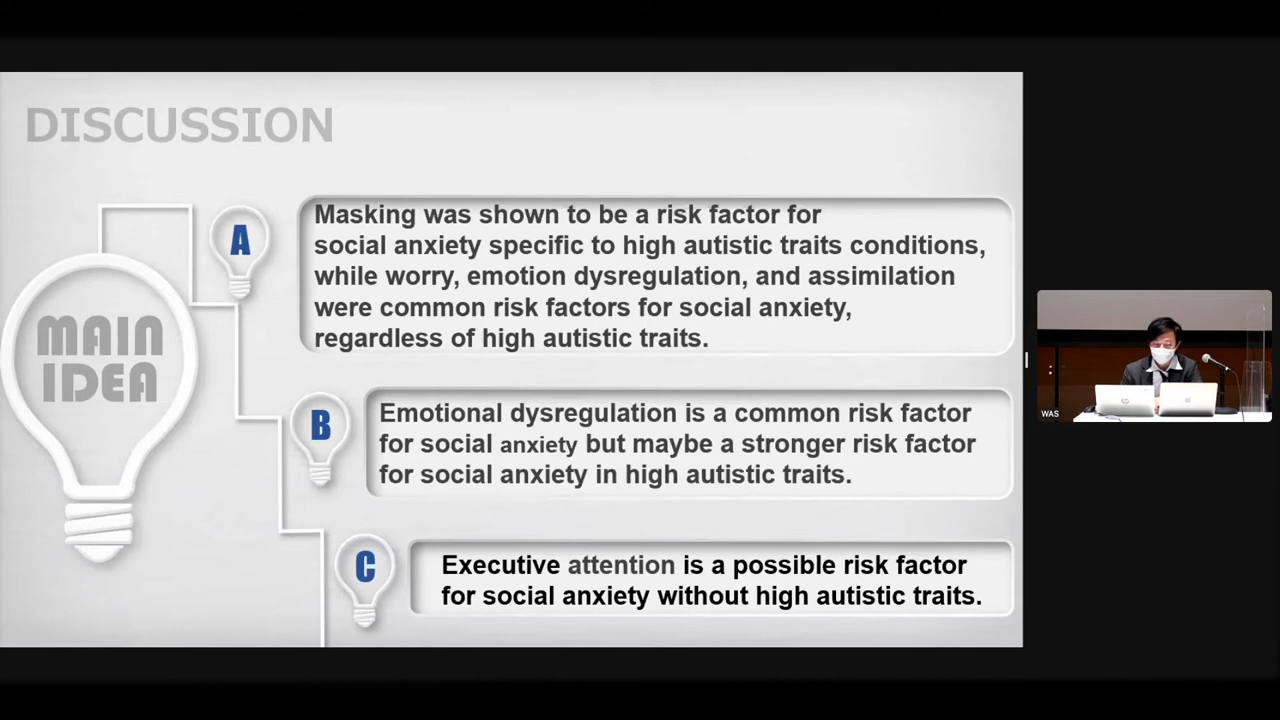 DISCUSSION
MAIN
IDEA
A
Masking was shown to be a risk factor for
social anxiety specific to high autistic traits conditions,
while worry, emotion dysregulation, and assimilation
were common risk factors for social anxiety,
regardless of high autistic traits.
B
Emotional dysregulation is a common risk factor
for social anxiety but maybe a stronger risk factor
for social anxiety in high autistic traits.
C
Executive attention is a possible risk factor
for social anxiety without high autistic traits.
WAS